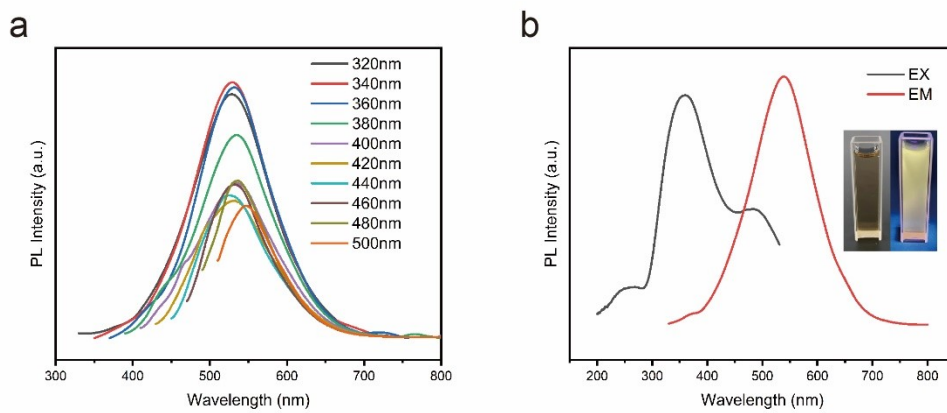 a
PL Intensity (a.u.)
320nm
340nm
360nm
380nm
400nm
420nm
440nm
460nm
480nm
500nm
300 400 500 600 700 800
Wavelength (nm)
b
PL Intensity (a.u.)
EX
EM
200 300 400 500 600 700 800
Wavelength (nm)